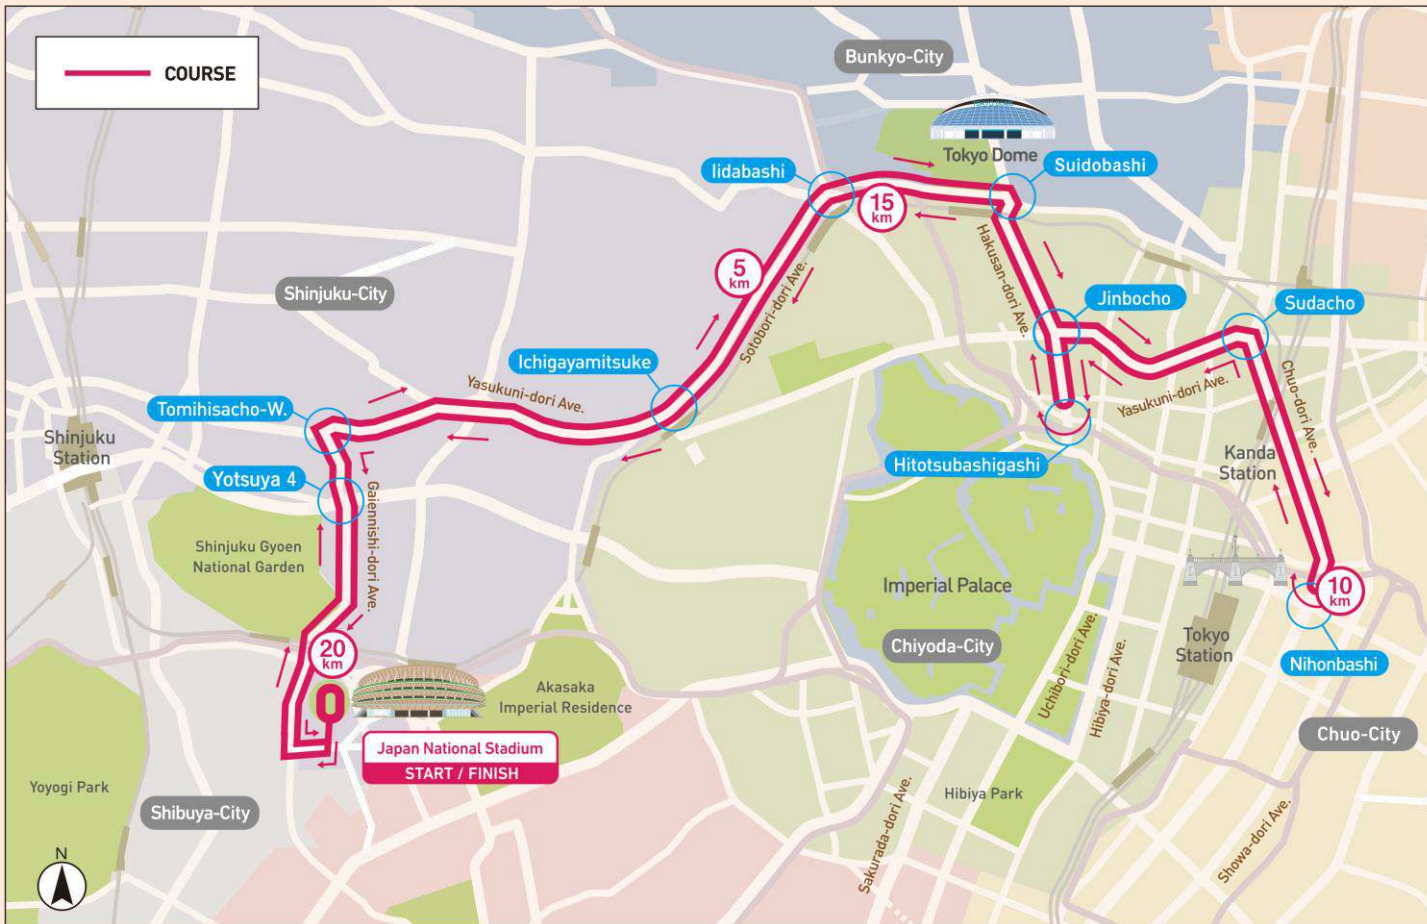 COURSE
Bunkyo-City
Tokyo Dome
Iidabashi
Suidobashi
15
km
Hakusan-dori Ave.
5
km
Sotobori-dori Ave.
Shinjuku-City
Jinbocho
Sudacho
Ichigayamitsuke
Yasukuni-dori Ave.
Yasukuni-dori Ave.
Chuo-dori Ave.
Tomihisacho-W.
Shinjuku
Station
Yotsuya 4
Hitotsubashigashi
Kanda
Station
Gaiennishi-dori Ave.
Shinjuku Gyoen
National Garden
Imperial Palace
10
km
Chiyoda-City
Tokyo
Station
Nihonbashi
20
km
Akasaka
Imperial Residence
Uchibori-dori Ave.
Hibiya-dori Ave.
Japan National Stadium
START / FINISH
Chuo-City
Yoyogi Park
Shibuya-City
Hibiya Park
Sakurada-dori Ave.
Showa-dori Ave.
N